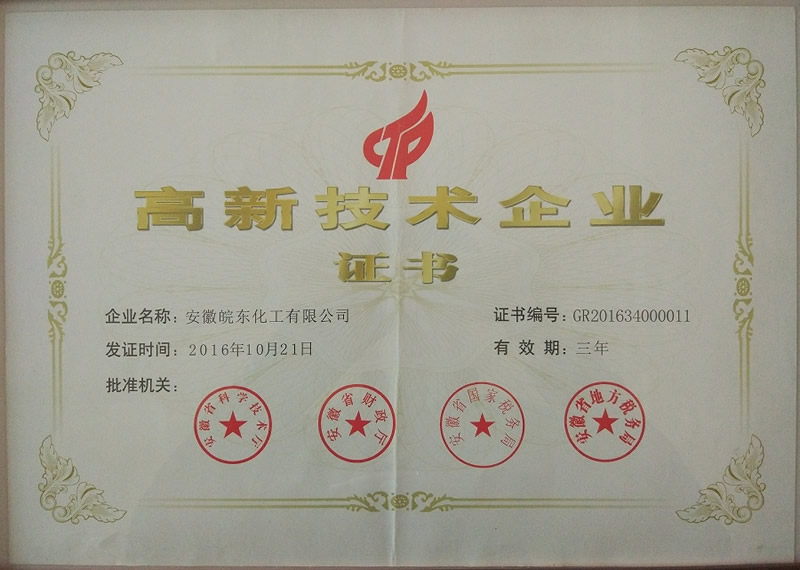 CTP
高新技术企业
证书
企业名称：安徽皖东化工有限公司
证书编号：GR201634000011
发证时间：2016年10月21日
有效期：三年
批准机关：
安徽省科学技术厅
安徽省财政厅
安徽省国家税务局
安徽省地方税务局